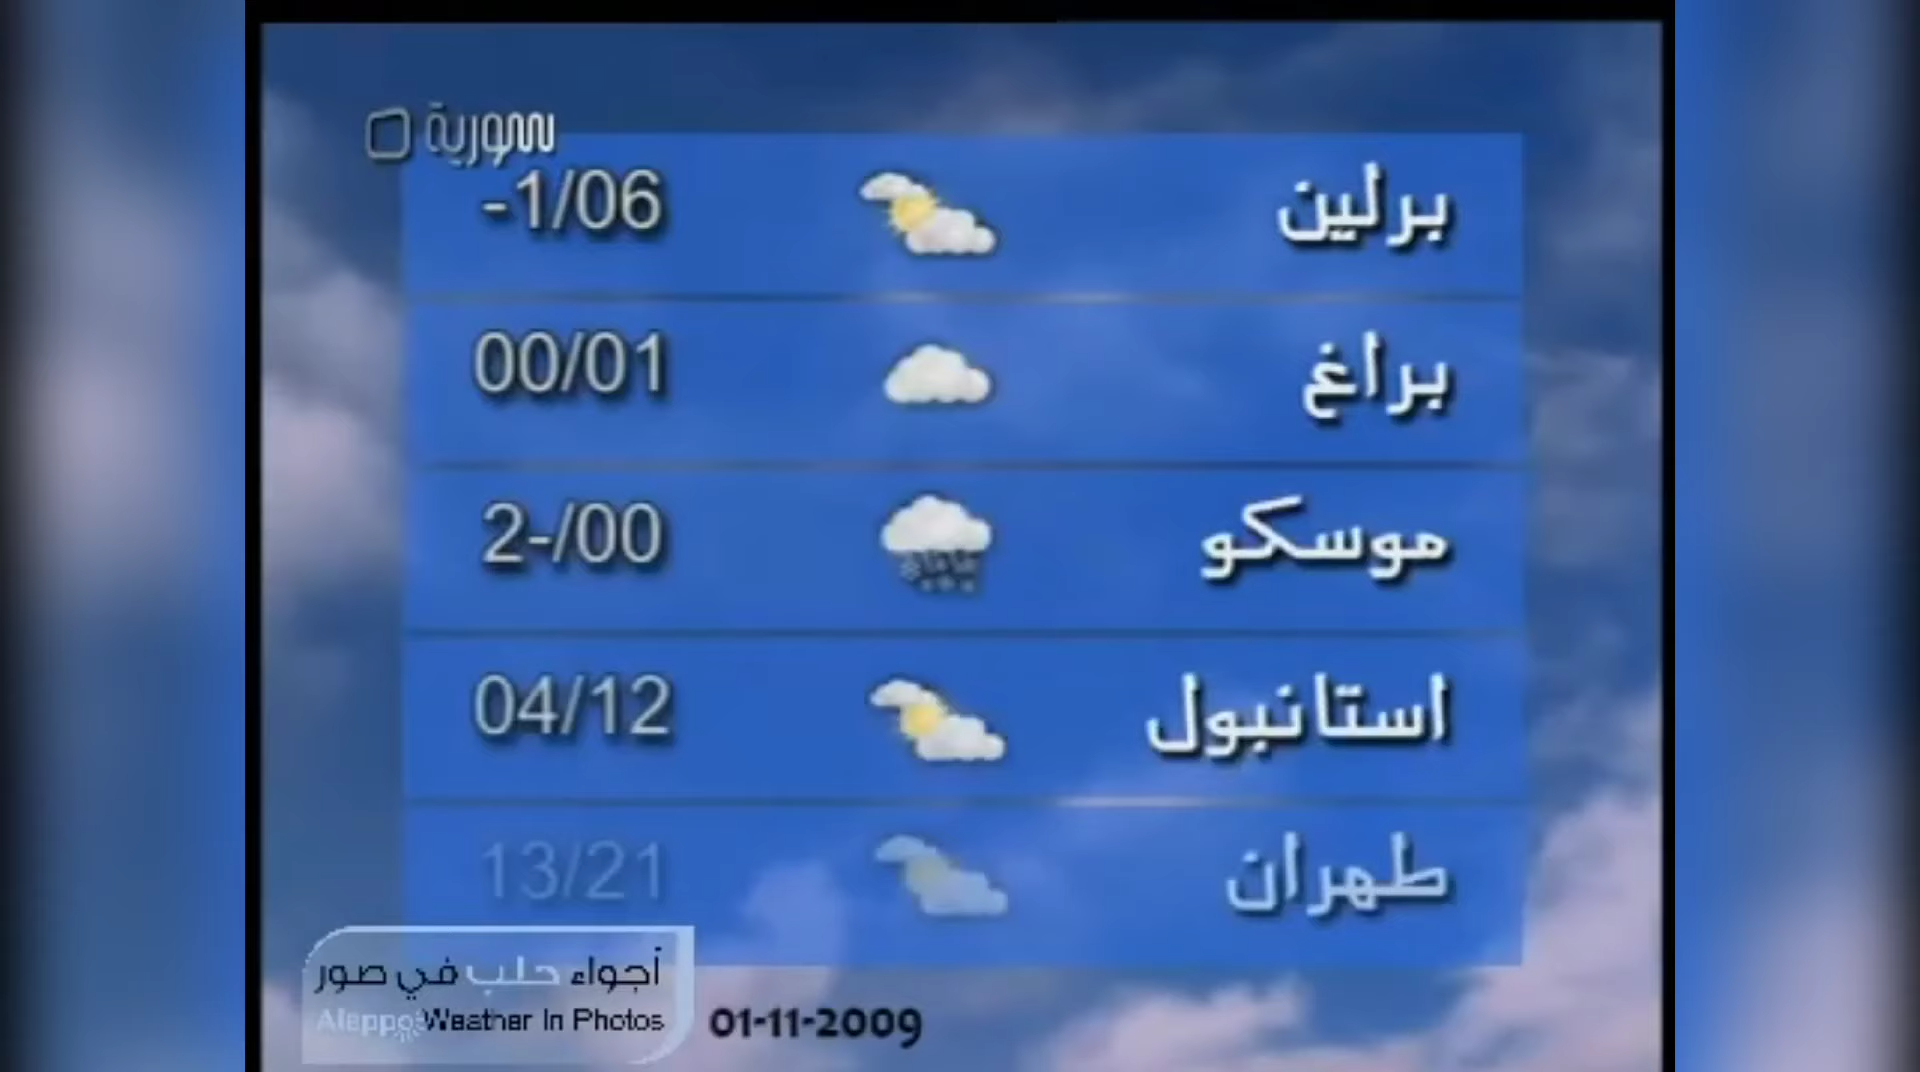 سورية
برلين -1/06
براغ 00/01
موسكو 2-/00
استانبول 04/12
طهران 13/21
أجواء حلب في صور
Aleppo Weather In Photos
01-11-2009